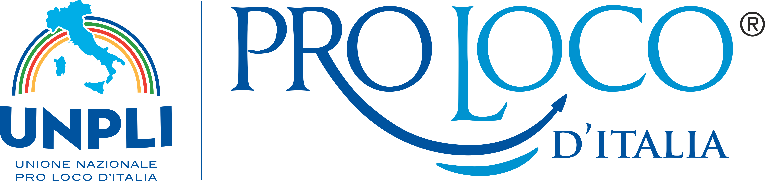 UNPLI
UNIONE NAZIONALE
PRO LOCO D'ITALIA
PRO LOCO ®
D'ITALIA